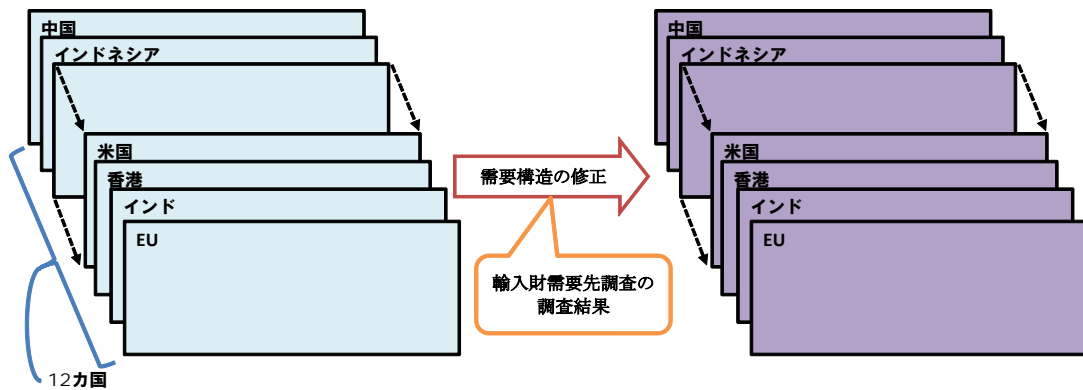 中国
インドネシア
米国
香港
インド
EU
12カ国
需要構造の修正
輸入財需要先調査の
調査結果
中国
インドネシア
米国
香港
インド
EU